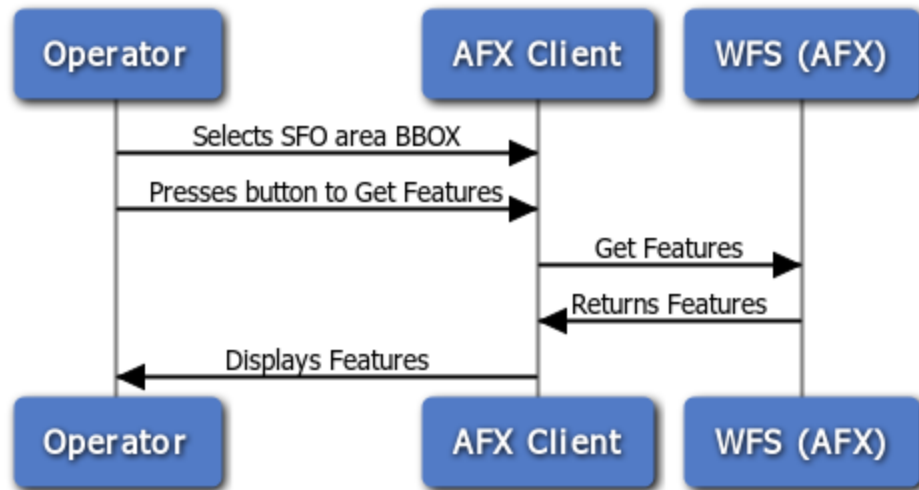 Operator
AFX Client
WFS (AFX)
Selects SFO area BBOX
Presses button to Get Features
Get Features
Returns Features
Displays Features
Operator
AFX Client
WFS (AFX)